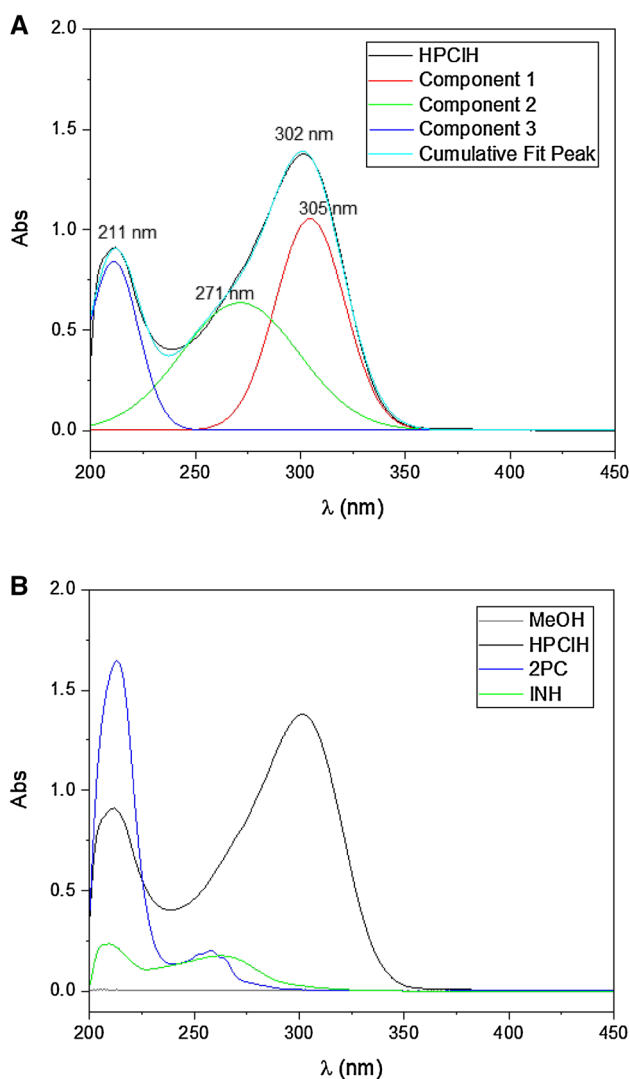 A
2.0
HPCIH
Component 1
Component 2
Component 3
Cumulative Fit Peak
1.5
302 nm
Abs
1.0
211 nm
305 nm
271 nm
0.5
0.0
200 250 300 350 400 450
λ (nm)
B
2.0
MeOH
HPCIH
2PC
INH
1.5
Abs
1.0
0.5
0.0
200 250 300 350 400 450
λ (nm)